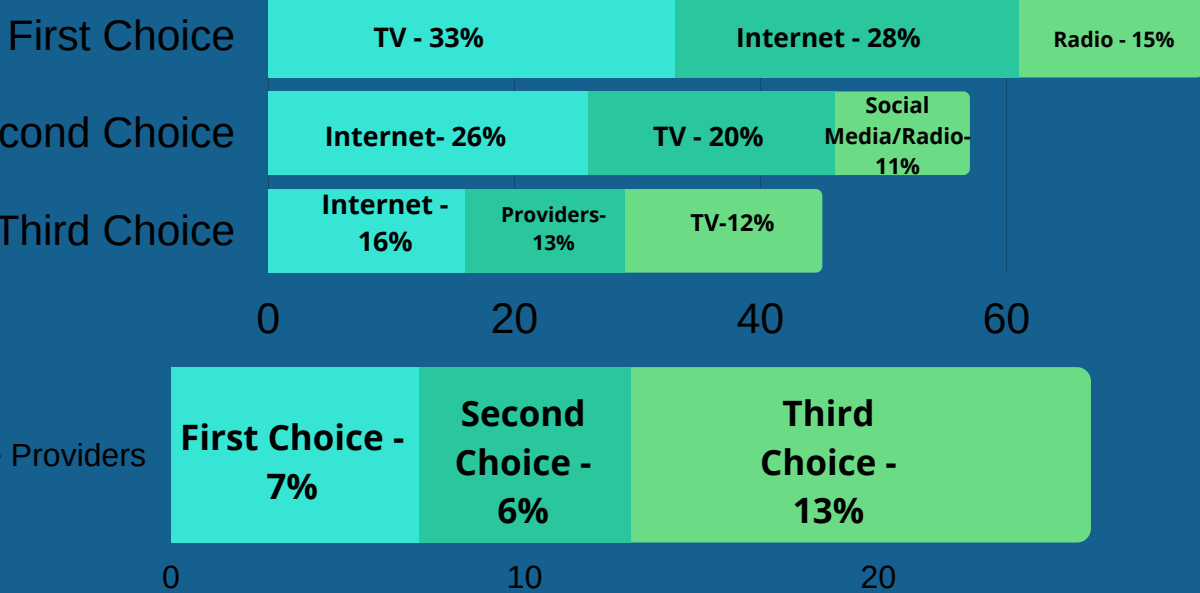 First Choice
TV - 33%
Internet - 28%
Radio - 15%
cond Choice
Internet- 26%
TV - 20%
Social
Media/Radio-
11%
Third Choice
Internet -
16%
Providers-
13%
TV-12%
0
20
40
60
Providers
First Choice -
7%
Second
Choice -
6%
Third
Choice -
13%
0
10
20